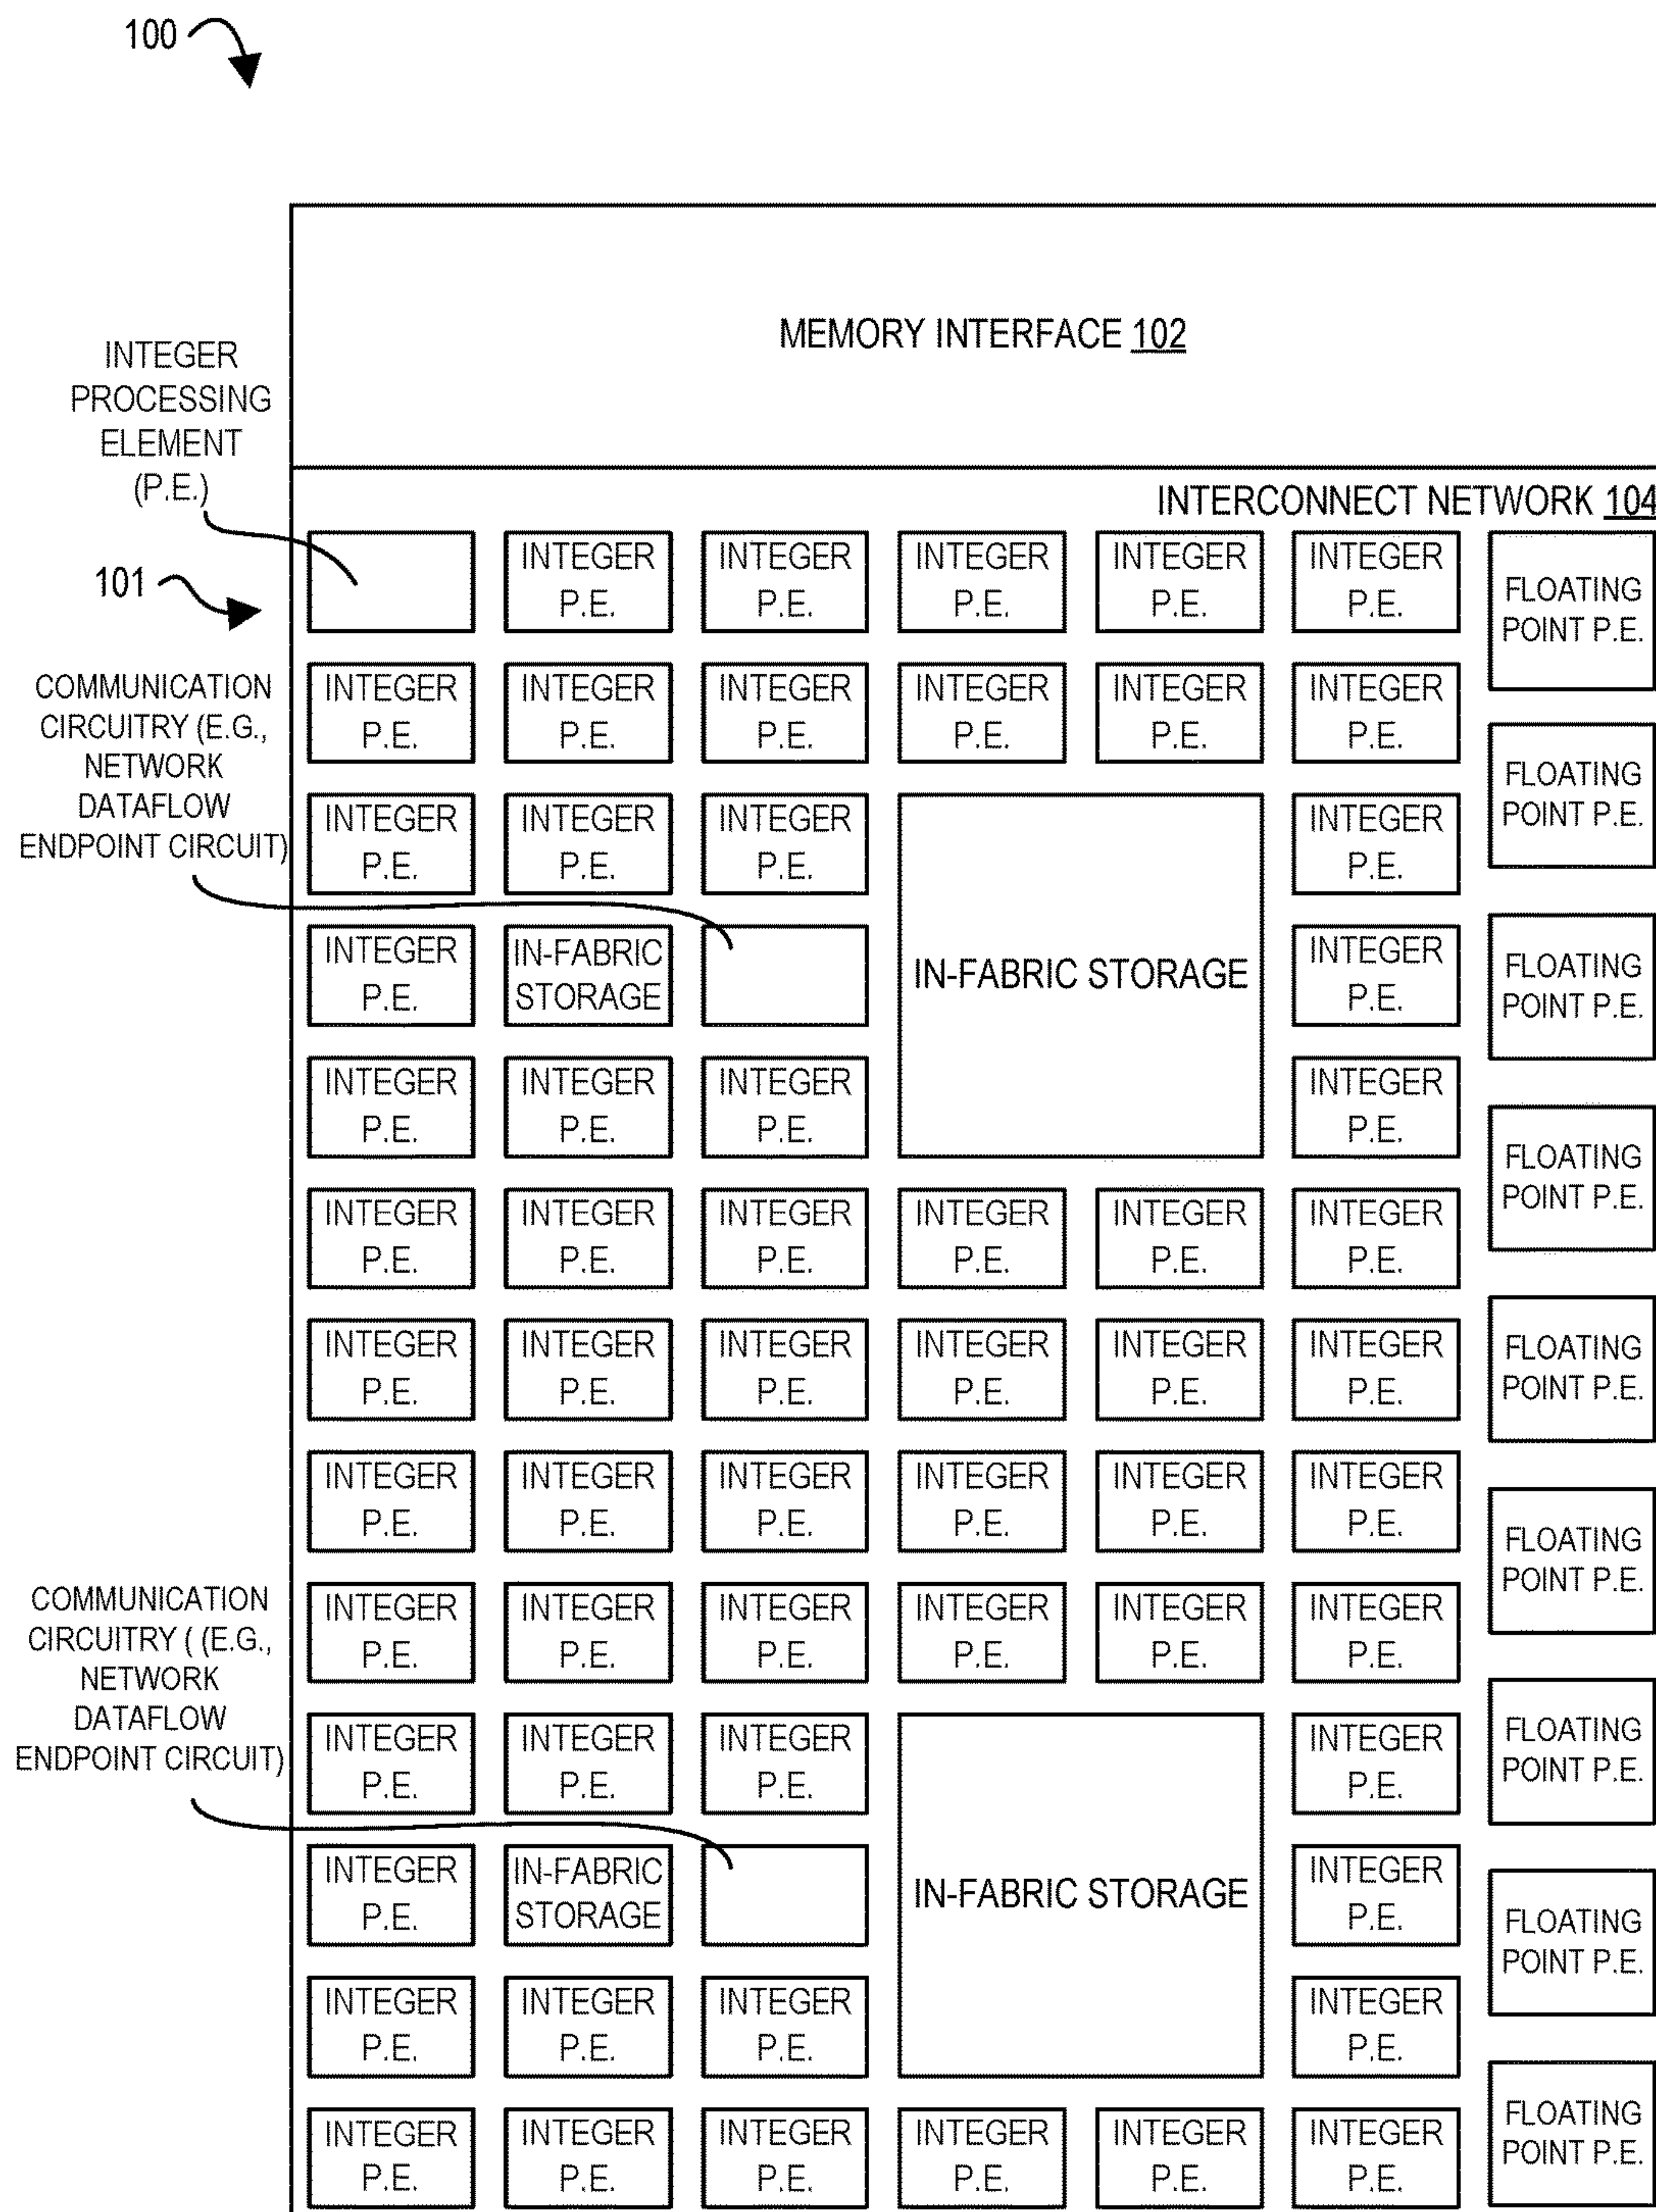 100
MEMORY INTERFACE 102
INTEGER
PROCESSING
ELEMENT
(P.E.)
INTERCONNECT NETWORK 104
101
COMMUNICATION
CIRCUITRY (E.G.,
NETWORK
DATAFLOW
ENDPOINT CIRCUIT)
INTEGER INTEGER INTEGER INTEGER INTEGER
P.E. P.E. P.E. P.E. P.E.
INTEGER INTEGER INTEGER INTEGER INTEGER INTEGER
P.E. P.E. P.E. P.E. P.E. P.E.
INTEGER INTEGER INTEGER INTEGER
P.E. P.E. P.E. P.E.
INTEGER IN-FABRIC INTEGER
P.E. STORAGE P.E.
IN-FABRIC STORAGE
INTEGER INTEGER INTEGER INTEGER
P.E. P.E. P.E. P.E.
INTEGER INTEGER INTEGER INTEGER INTEGER INTEGER
P.E. P.E. P.E. P.E. P.E. P.E.
INTEGER INTEGER INTEGER INTEGER INTEGER INTEGER
P.E. P.E. P.E. P.E. P.E. P.E.
INTEGER INTEGER INTEGER INTEGER INTEGER INTEGER
P.E. P.E. P.E. P.E. P.E. P.E.
COMMUNICATION
CIRCUITRY ( (E.G.,
NETWORK
DATAFLOW
ENDPOINT CIRCUIT)
INTEGER INTEGER INTEGER INTEGER INTEGER INTEGER
P.E. P.E. P.E. P.E. P.E. P.E.
INTEGER INTEGER INTEGER INTEGER
P.E. P.E. P.E. P.E.
INTEGER IN-FABRIC INTEGER
P.E. STORAGE P.E.
IN-FABRIC STORAGE
INTEGER INTEGER INTEGER INTEGER
P.E. P.E. P.E. P.E.
INTEGER INTEGER INTEGER INTEGER INTEGER INTEGER
P.E. P.E. P.E. P.E. P.E. P.E.
FLOATING
POINT P.E.
FLOATING
POINT P.E.
FLOATING
POINT P.E.
FLOATING
POINT P.E.
FLOATING
POINT P.E.
FLOATING
POINT P.E.
FLOATING
POINT P.E.
FLOATING
POINT P.E.
FLOATING
POINT P.E.